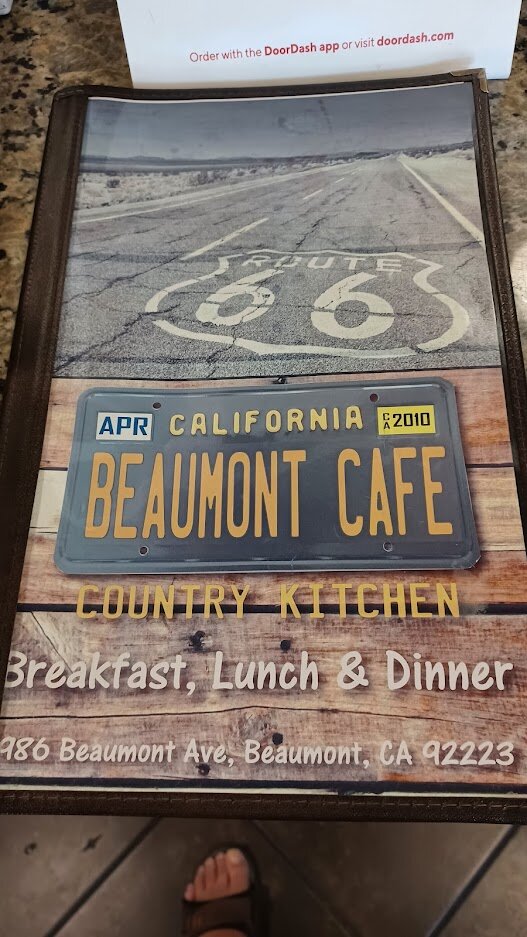 Order with the DoorDash app or visit doordash.com
ROUTE
66
APR CALIFORNIA CA 2010
BEAUMONT CAFE
COUNTRY KITCHEN
Breakfast, Lunch & Dinner
986 Beaumont Ave, Beaumont, CA 92223